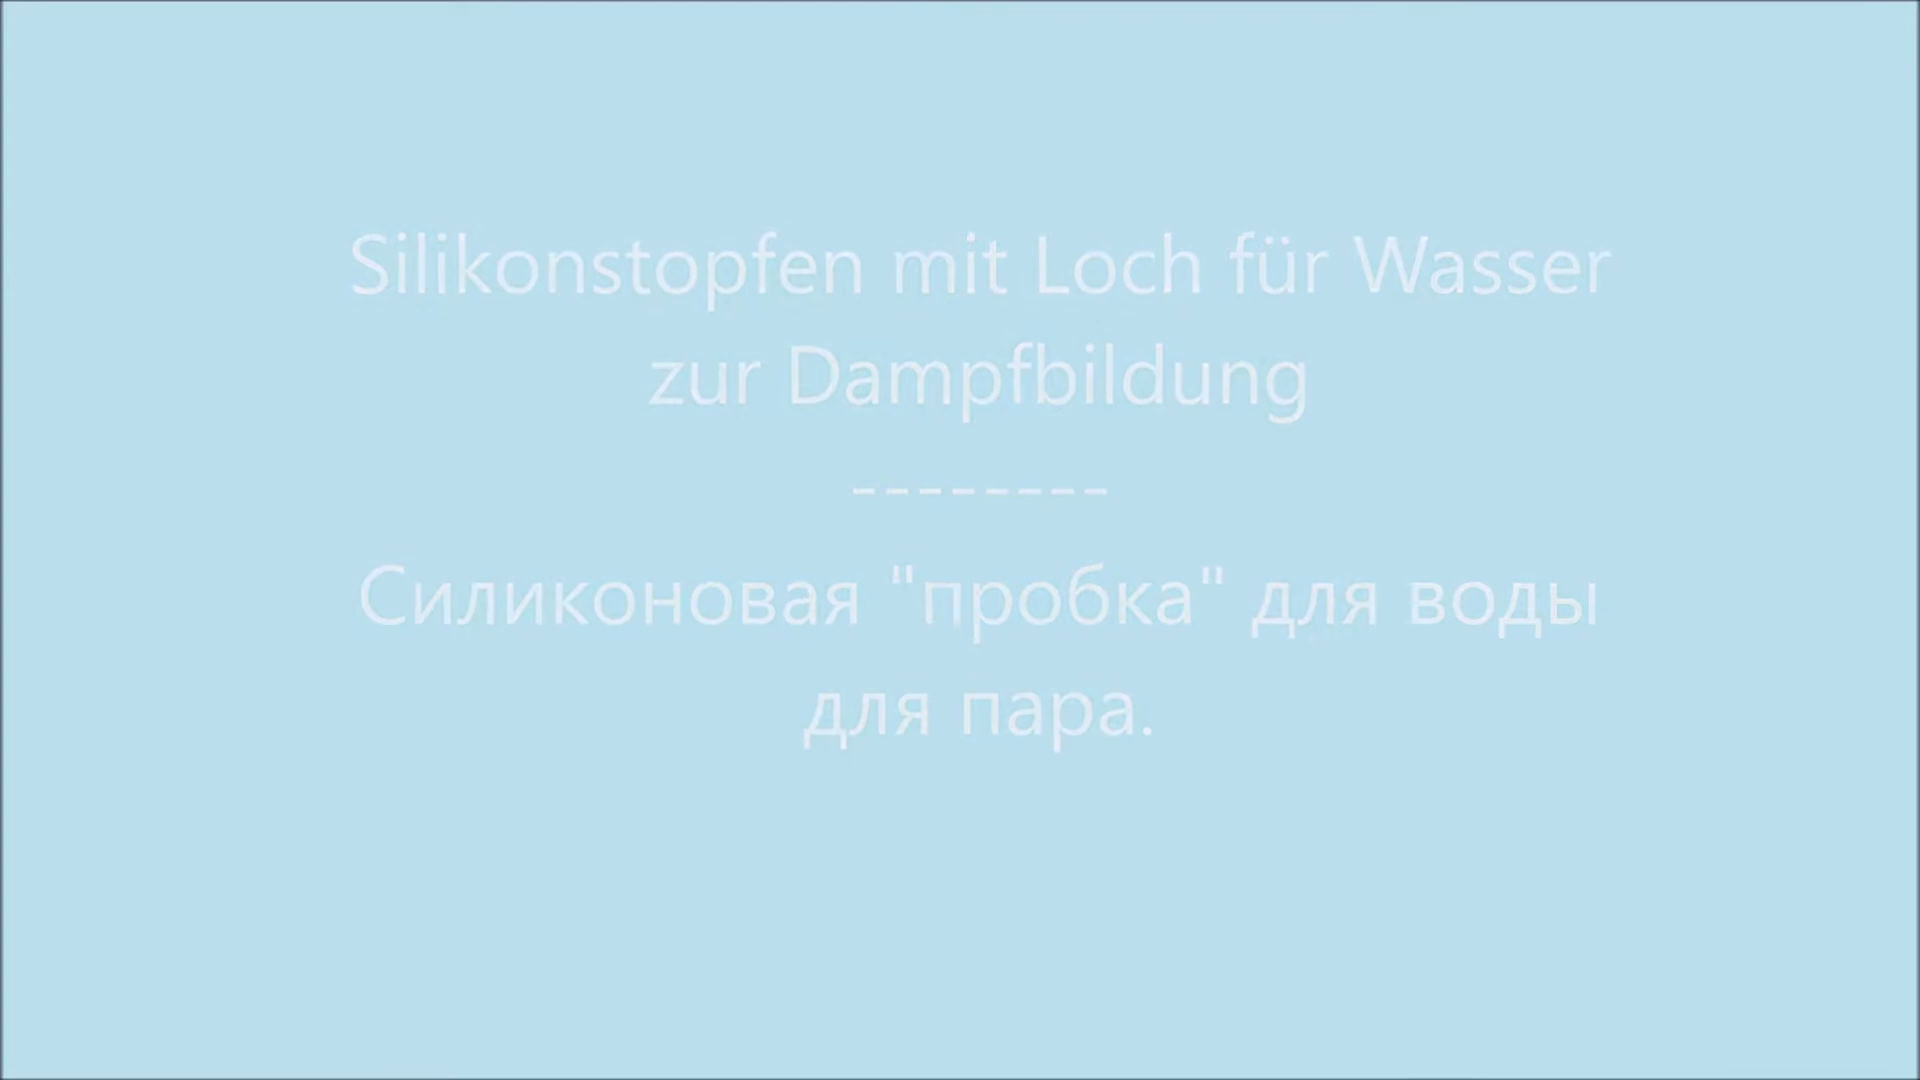 Silikonstopfen mit Loch für Wasser
zur Dampfbildung
--------
Силиконовая "пробка" для воды
для пара.